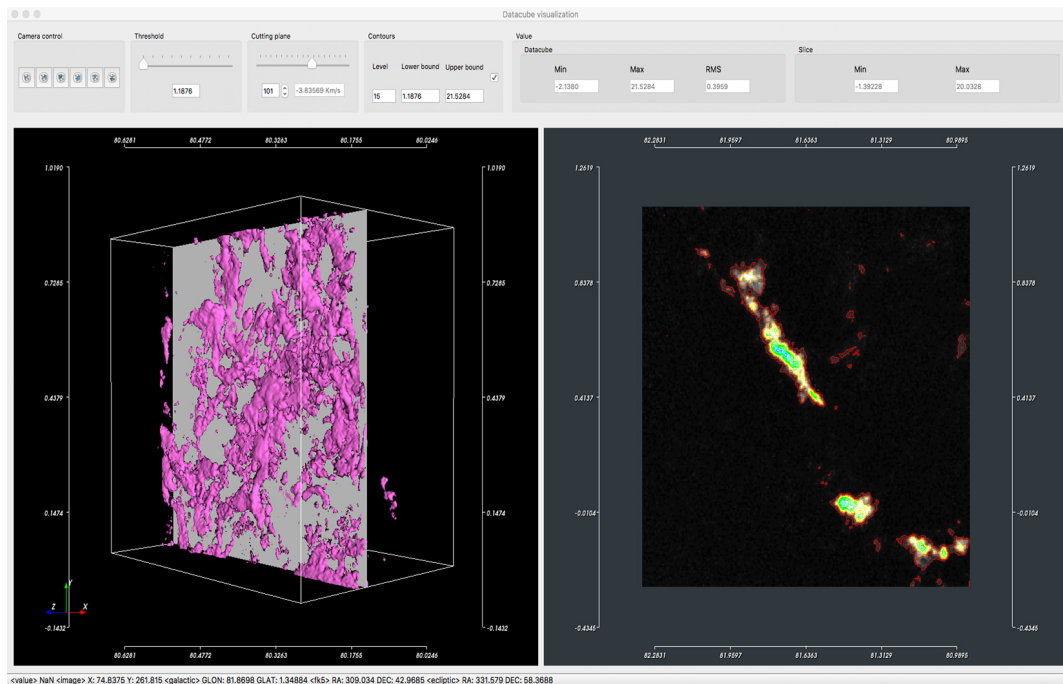 Datacube visualization
Camera control
Threshold
Cutting plane
Contours
Value
Datacube
Slice
Level
Lower bound
Upper bound
Min
Max
RMS
Min
Max
1.1876
101
-3.83569 Km/s
15
1.1876
21.5284
-2.1380
21.5284
0.3959
-1.39228
20.0328
80.6281 80.4772 80.3263 80.1755 80.0246
1.0190 1.0190
0.7285 0.7285
0.4379 0.4379
0.1474 0.1474
-0.1432 -0.1432
Y
Z X
80.6281 80.4772 80.3263 80.1755 80.0246
82.2831 81.9597 81.6363 81.3129 80.9895
1.2619 1.2619
0.8378 0.8378
0.4137 0.4137
-0.0104 -0.0104
-0.4345 -0.4345
82.2831 81.9597 81.6363 81.3129 80.9895
<value> NaN <image> X: 74.8375 Y: 261.815 <galactic> GLON: 81.8698 GLAT: 1.34884 <fk5> RA: 309.034 DEC: 42.9685 <ecliptic> RA: 331.579 DEC: 58.3688